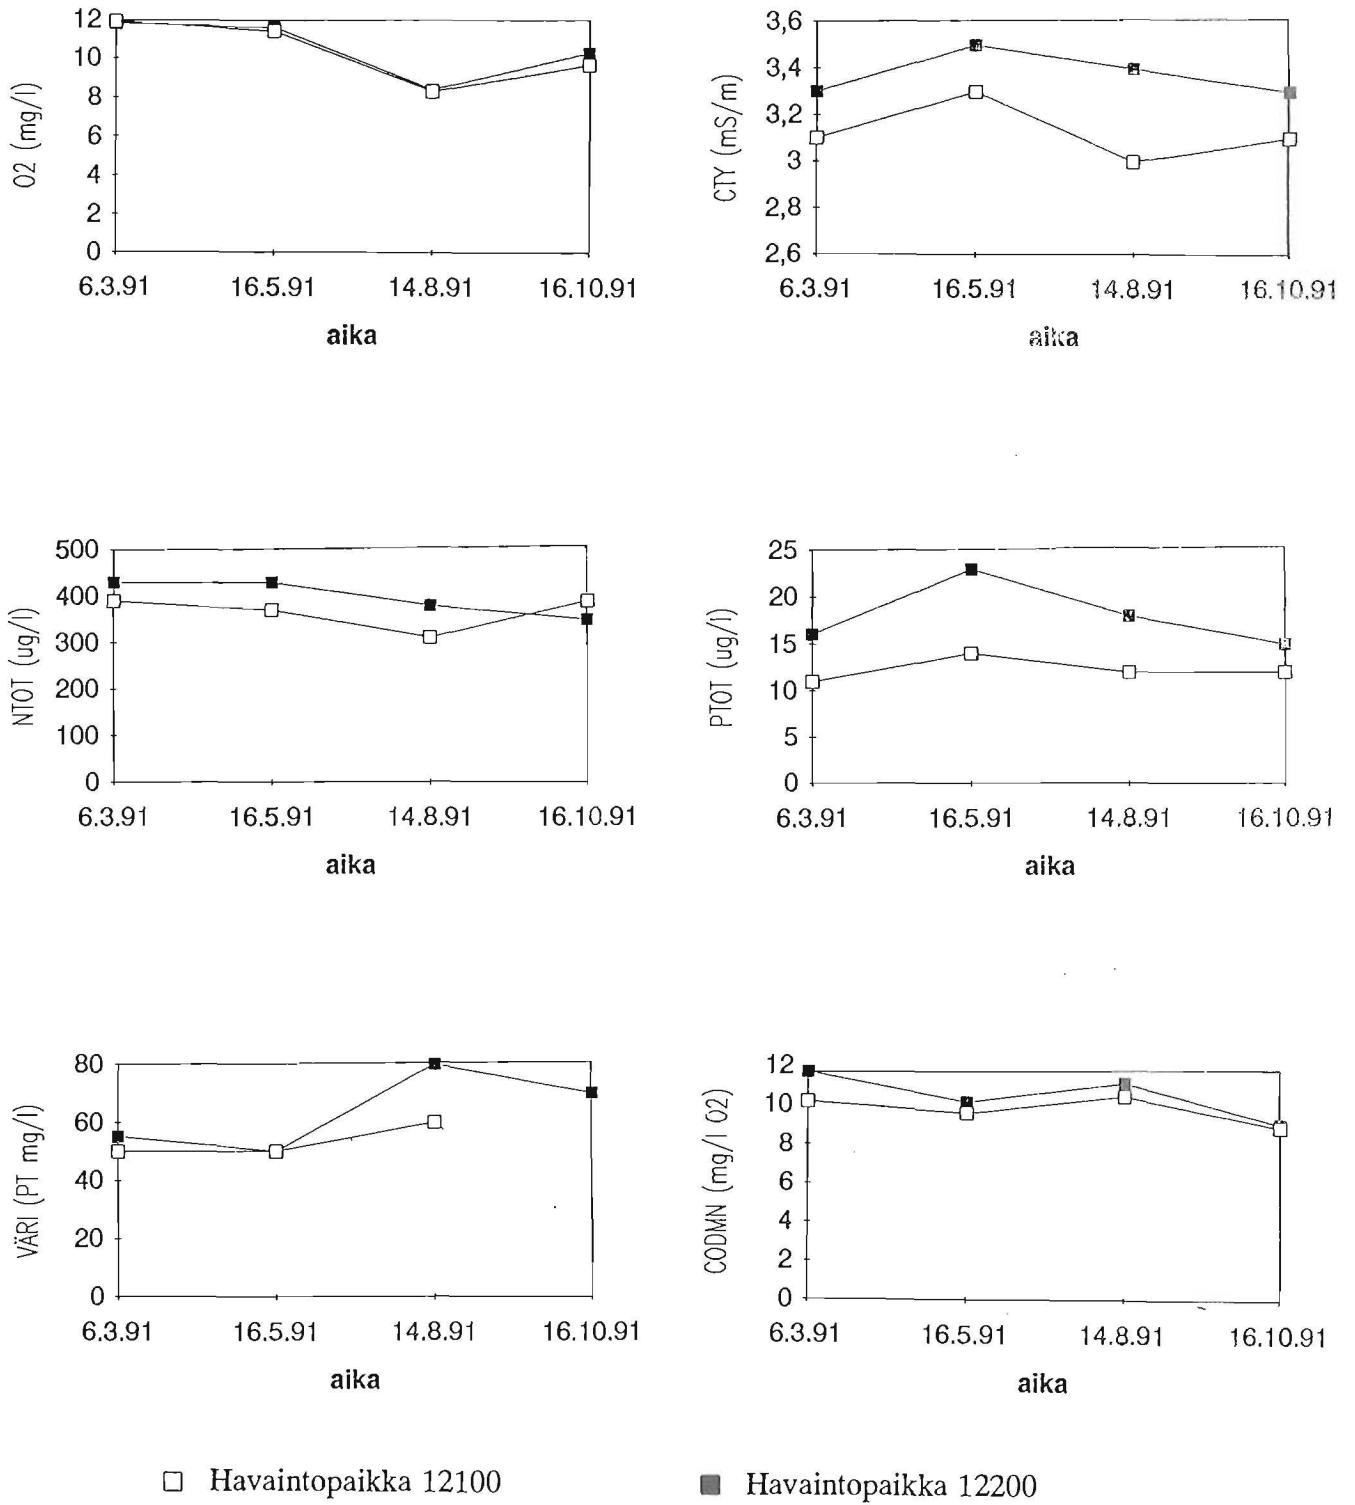 12
10
8
6
4
2
0
O2 (mg/l)
6.3.91 16.5.91 14.8.91 16.10.91
aika
3,6
3,4
3,2
3
2,8
2,6
CTY (mS/m)
6.3.91 16.5.91 14.8.91 16.10.91
aika
500
400
300
200
100
0
NTOT (ug/l)
6.3.91 16.5.91 14.8.91 16.10.91
aika
25
20
15
10
5
0
PTOT (ug/l)
6.3.91 16.5.91 14.8.91 16.10.91
aika
80
60
40
20
0
VÄRI (PT mg/l)
6.3.91 16.5.91 14.8.91 16.10.91
aika
12
10
8
6
4
2
0
CODMN (mg/l O2)
6.3.91 16.5.91 14.8.91 16.10.91
aika
Havaintopaikka 12100
Havaintopaikka 12200